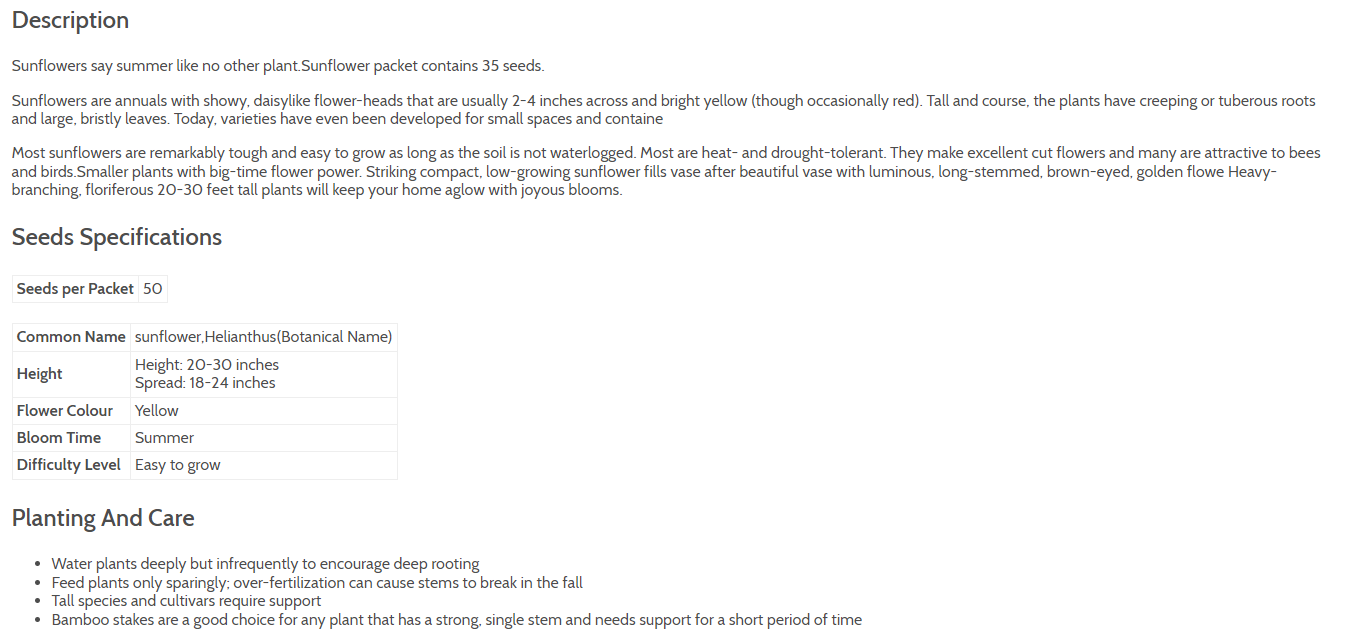 Description
Sunflowers say summer like no other plant.Sunflower packet contains 35 seeds.
Sunflowers are annuals with showy, daisylike flower-heads that are usually 2-4 inches across and bright yellow (though occasionally red). Tall and course, the plants have creeping or tuberous roots
and large, bristly leaves. Today, varieties have even been developed for small spaces and containe
Most sunflowers are remarkably tough and easy to grow as long as the soil is not waterlogged. Most are heat- and drought-tolerant. They make excellent cut flowers and many are attractive to bees
and birds.Smaller plants with big-time flower power. Striking compact, low-growing sunflower fills vase after beautiful vase with luminous, long-stemmed, brown-eyed, golden flowe Heavy-
branching, floriferous 20-30 feet tall plants will keep your home aglow with joyous blooms.
Seeds Specifications
Seeds per Packet 50
Common Name sunflower,Helianthus(Botanical Name)
Height Height: 20-30 inches
Spread: 18-24 inches
Flower Colour Yellow
Bloom Time Summer
Difficulty Level Easy to grow
Planting And Care
• Water plants deeply but infrequently to encourage deep rooting
• Feed plants only sparingly; over-fertilization can cause stems to break in the fall
• Tall species and cultivars require support
• Bamboo stakes are a good choice for any plant that has a strong, single stem and needs support for a short period of time